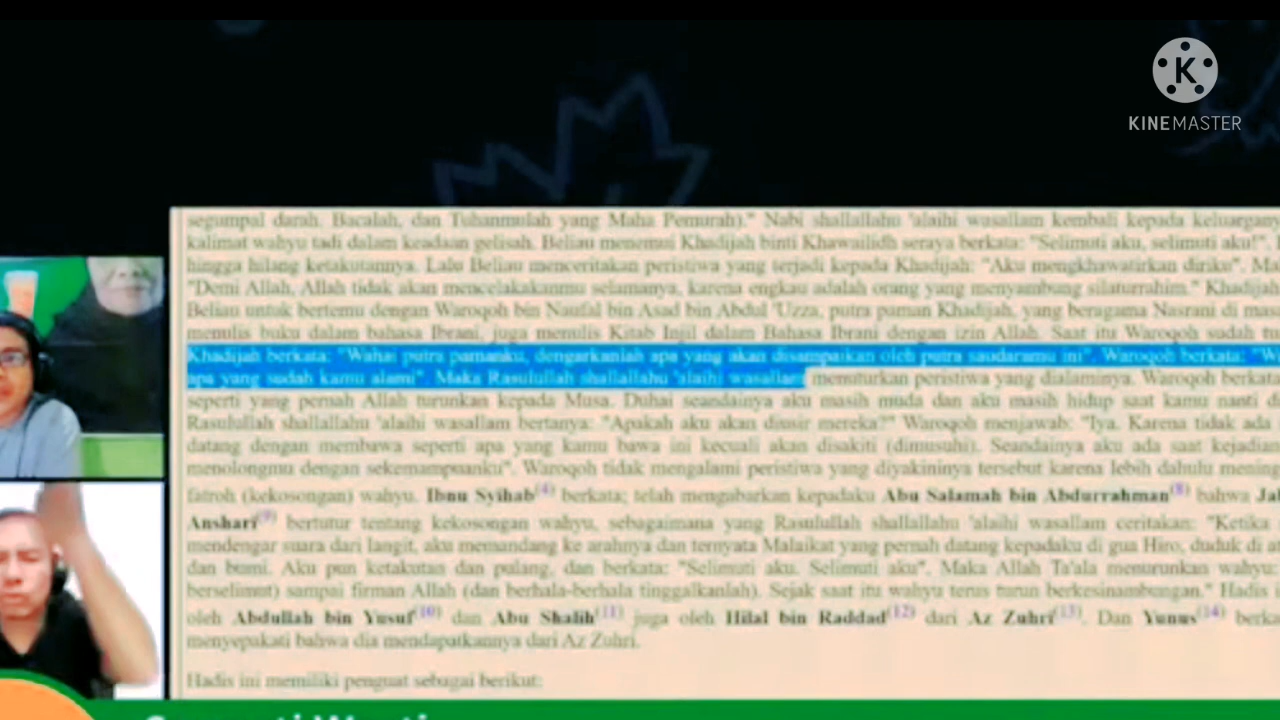 KINEMASTER
segumpal darah. Bacalah, dan Tuhanmulah yang Maha Pemurah)." Nabi shallallahu 'alaihi wasallam kembali kepada
kalimat wahyu tadi dalam keadaan gelisah. Beliau menemui Khadijah binti Khawailidh seraya berkata: "Selimuti aku, selimuti aku!".
hingga hilang ketakutannya. Lalu Beliau menceritakan peristiwa yang terjadi kepada Khadijah: "Aku mengkhawatirkan diriku".
"Demi Allah, Allah tidak akan mencelakakanmu selamanya, karena engkau adalah orang yang menyambung silaturrahim." Khadijah
Beliau untuk bertemu dengan Waroqoh bin Naufal bin Asad bin Abdul 'Uzza, putra paman Khadijah, yang beragama Nasrani di
menulis buku dalam bahasa Ibrani, juga menulis Kitab Injil dalam Bahasa Ibrani dengan izin Allah. Saat itu Waroqoh sudah
Khadijah berkata: "Wahai putra pamanku, dengarkanlah apa yang akan disampaikan oleh putra saudaramu ini". Waroqoh berkata:
apa yang sudah kamu alami". Maka Rasulullah shallallahu 'alaihi wasallam menuturkan peristiwa yang dialaminya. Waroqoh berkata
seperti yang pernah Allah turunkan kepada Musa. Duhai seandainya aku masih muda dan aku masih hidup saat kamu nanti
Rasulullah shallallahu 'alaihi wasallam bertanya: "Apakah aku akan diusir mereka?" Waroqoh menjawab: "Iya. Karena tidak ada
datang dengan membawa seperti apa yang kamu bawa ini kecuali akan disakiti (dimusuhi). Seandainya aku ada saat kejadian
menolongmu dengan sekemampuanku". Waroqoh tidak mengalami peristiwa yang diyakininya tersebut karena lebih dahulu
fatroh (kekosongan) wahyu. Ibnu Syihab(4) berkata; telah mengabarkan kepadaku Abu Salamah bin Abdurrahman(8) bahwa
Anshari(9) bertutur tentang kekosongan wahyu, sebagaimana yang Rasulullah shallallahu 'alaihi wasallam ceritakan: "Ketika
mendengar suara dari langit, aku memandang ke arahnya dan ternyata Malaikat yang pernah datang kepadaku di gua Hiro, duduk di
dan bumi. Aku pun ketakutan dan pulang, dan berkata: "Selimuti aku. Selimuti aku". Maka Allah Ta'ala menurunkan wahyu:
berselimut) sampai firman Allah (dan berhala-berhala tinggalkanlah). Sejak saat itu wahyu terus turun berkesinambungan."
oleh Abdullah bin Yusuf(10) dan Abu Shalih(11) juga oleh Hilal bin Raddad(12) dari Az Zuhri(13). Dan Yunus(14)
menyepakati bahwa dia mendapatkannya dari Az Zuhri.
Hadis ini memiliki penguat sebagai berikut: